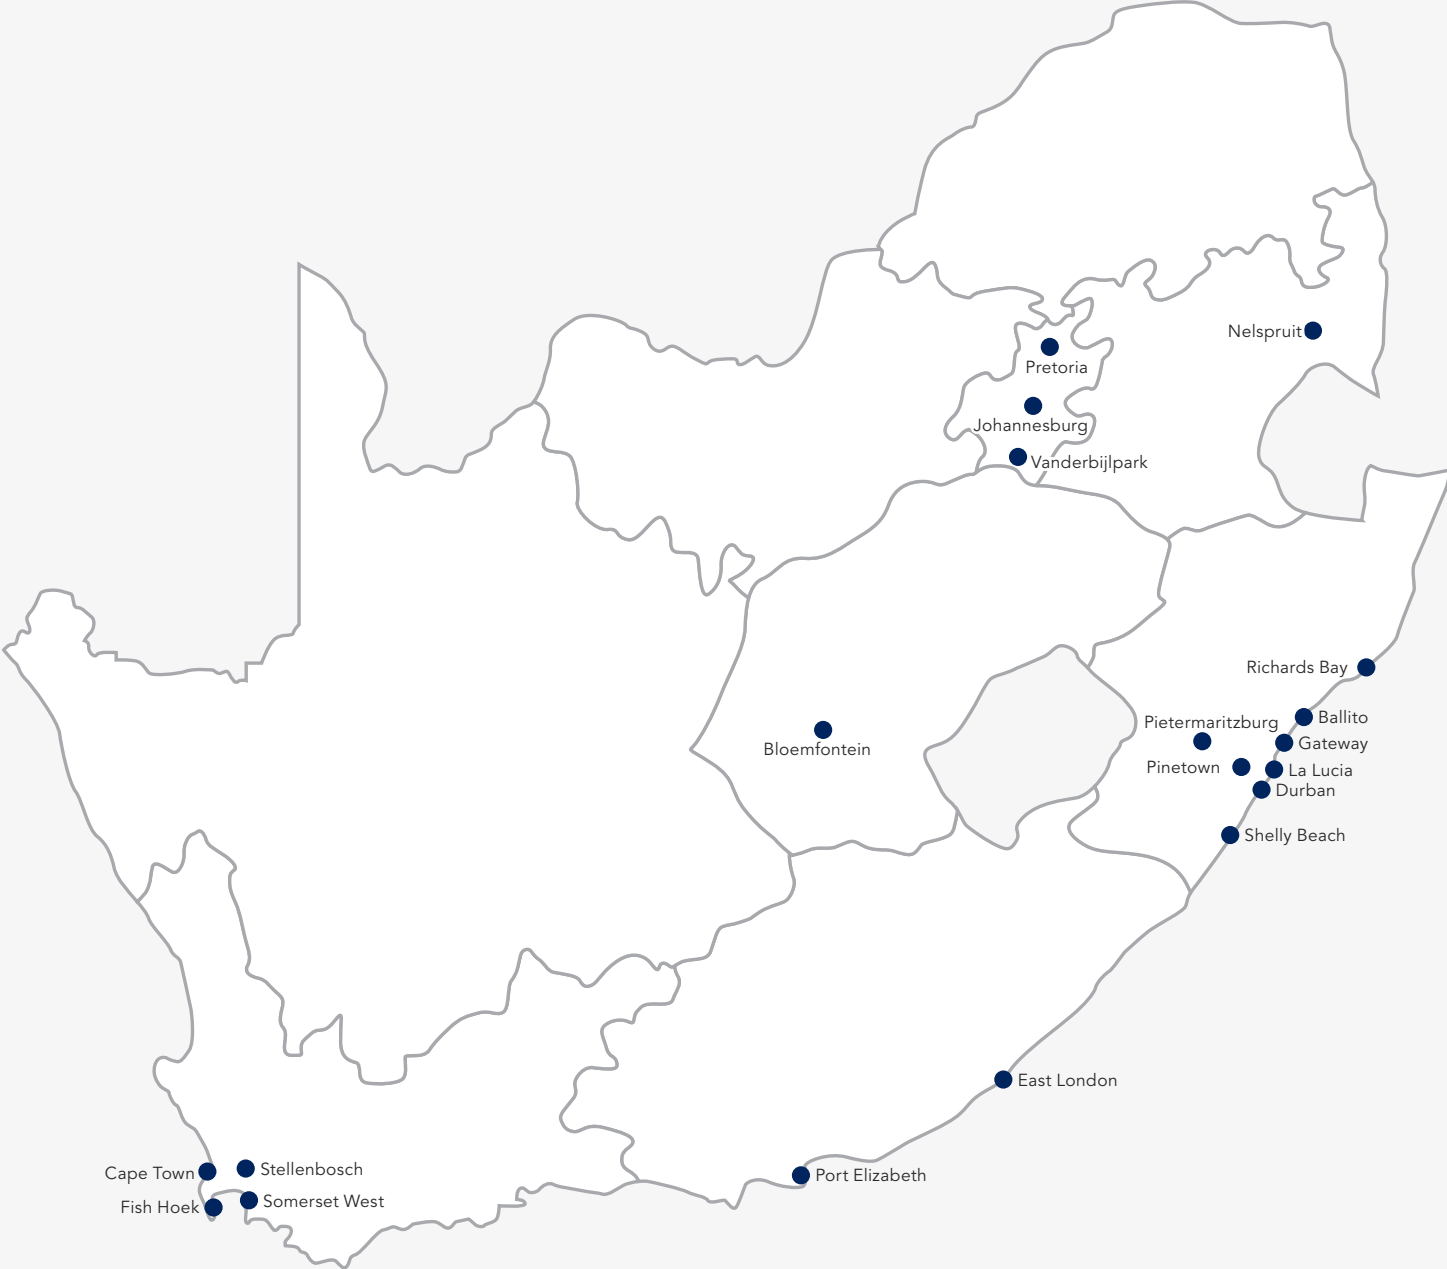 Nelspruit
Pretoria
Johannesburg
Vanderbijlpark
Richards Bay
Ballito
Pietermaritzburg
Gateway
Bloemfontein
Pinetown
La Lucia
Durban
Shelly Beach
East London
Cape Town
Stellenbosch
Port Elizabeth
Fish Hoek
Somerset West